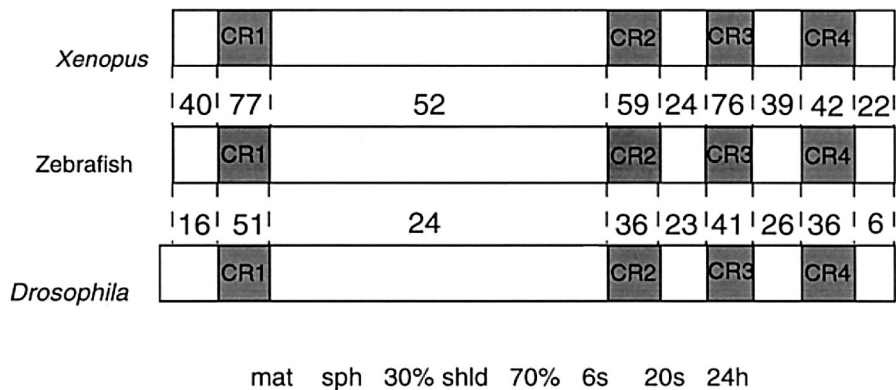 CR1 CR2 CR3 CR4
Xenopus
40 77 52 59 24 76 39 42 22
CR1 CR2 CR3 CR4
Zebrafish
16 51 24 36 23 41 26 36 6
CR1 CR2 CR3 CR4
Drosophila
mat sph 30% shld 70% 6s 20s 24h